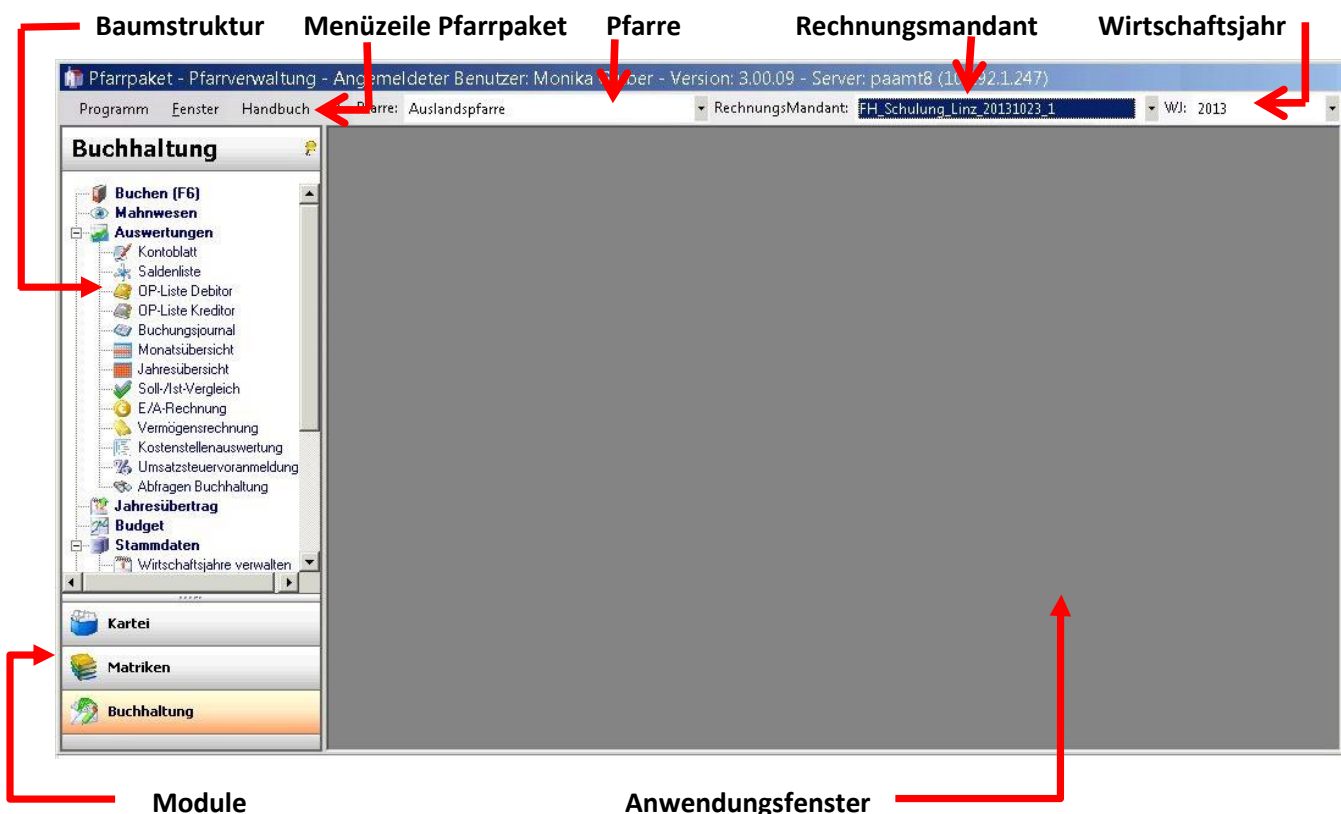 Baumstruktur Menüzeile Pfarrpaket Pfarre Rechnungsmandant Wirtschaftsjahr
Pfarrpaket - Pfarrverwaltung - Angemeldeter Benutzer: Monika - Version: 3.00.09 - Server: paamt8
Programm Fenster Handbuch Auslandspfarre RechnungsMandant: FH_Schulung_Linz_20131023_1 WJ: 2013
Buchhaltung
Buchen (F6)
Mahnwesen
Auswertungen
Kontoblatt
Saldenliste
OP-Liste Debitor
OP-Liste Kreditor
Buchungsjournal
Monatsübersicht
Jahresübersicht
Soll-/Ist-Vergleich
E/A-Rechnung
Vermögensrechnung
Kostenstellenauswertung
Umsatzsteuervoranmeldung
Abfragen Buchhaltung
Jahresübertrag
Budget
Stammdaten
Wirtschaftsjahre verwalten
Kartei
Matriken
Buchhaltung
Module Anwendungsfenster